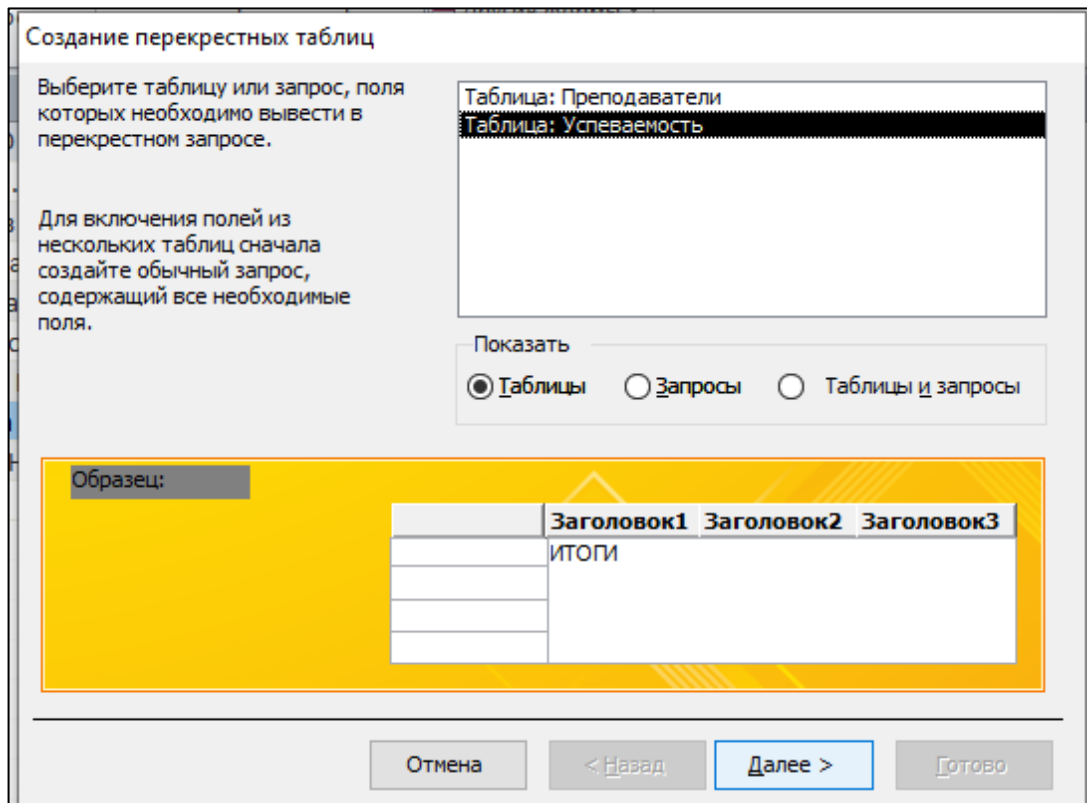 Создание перекрестных таблиц
Выберите таблицу или запрос, поля
которых необходимо вывести в
перекрестном запросе.
Для включения полей из
нескольких таблиц сначала
создайте обычный запрос,
содержащий все необходимые
поля.
Таблица: Преподаватели
Таблица: Успеваемость
Показать
Таблицы
Запросы
Таблицы и запросы
Образец:
Заголовок1 Заголовок2 Заголовок3
ИТОГИ
Отмена
< Назад
Далее >
Готово